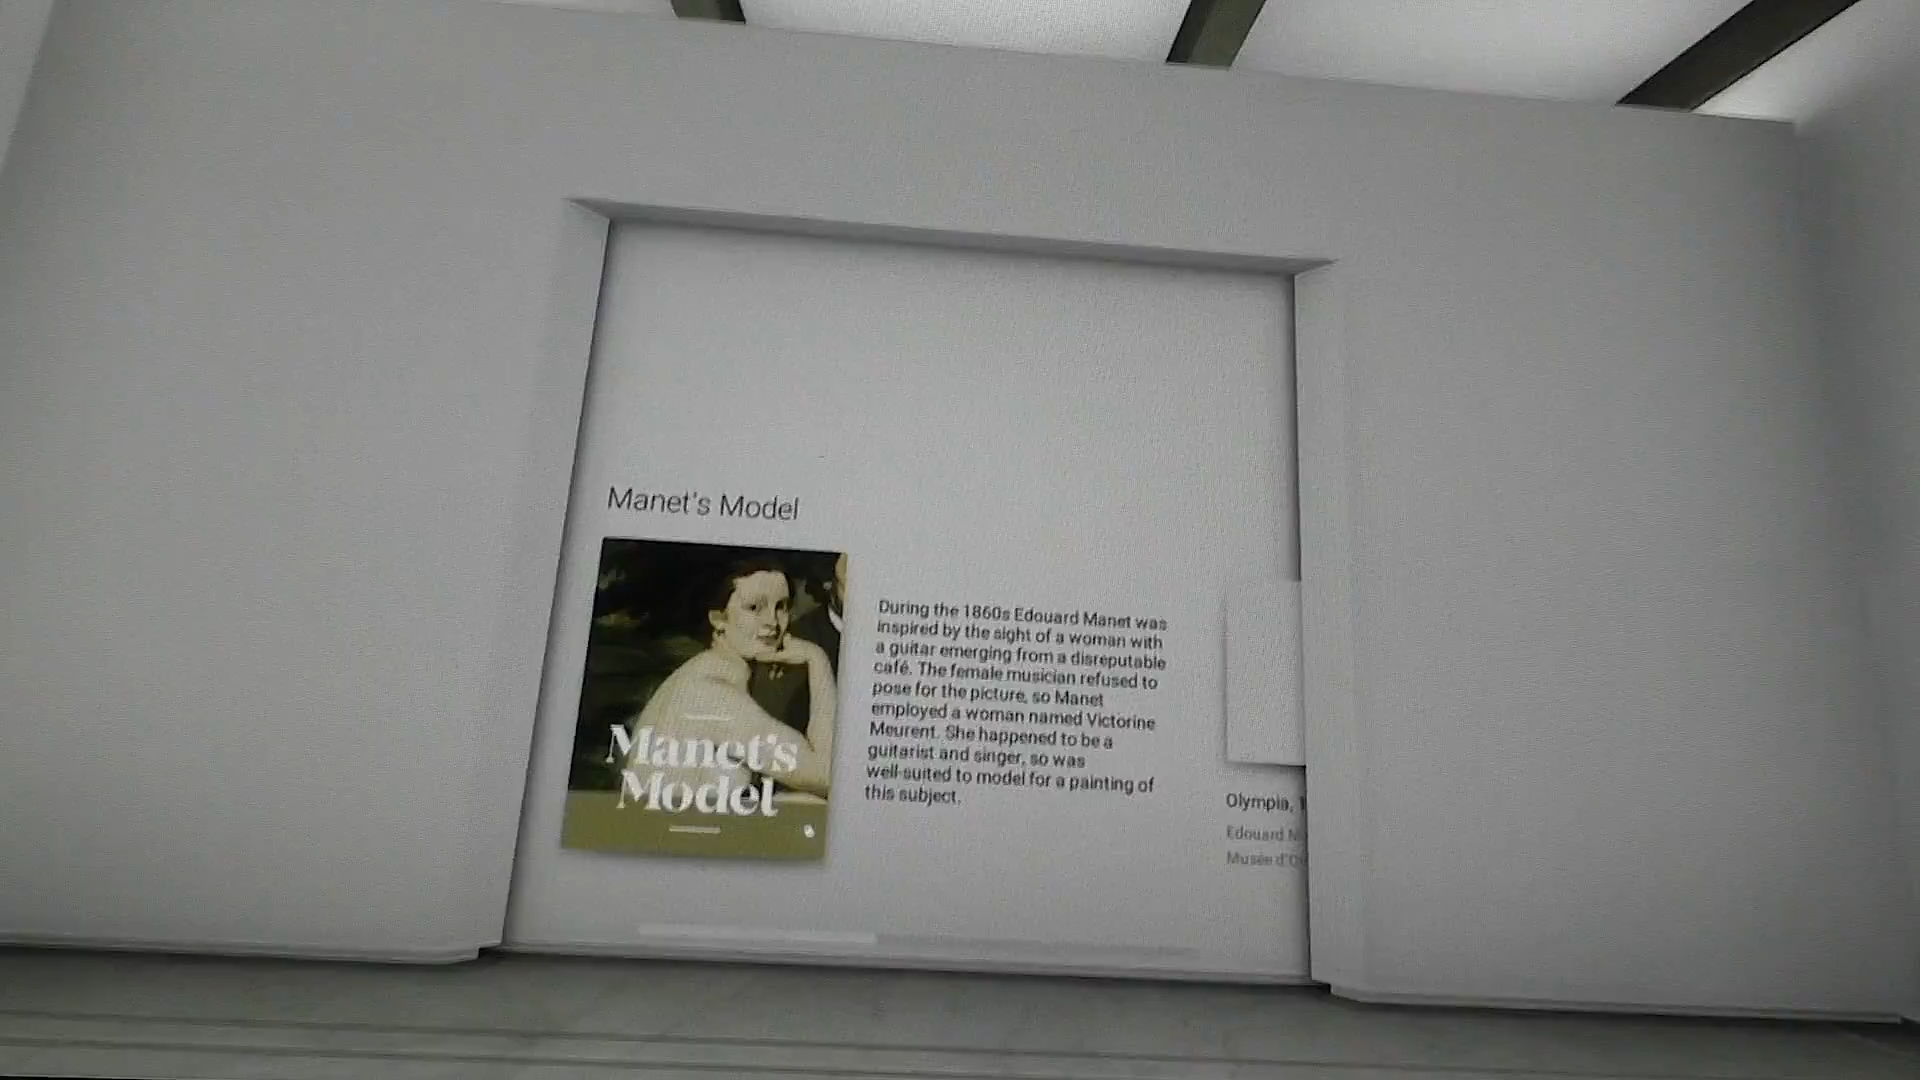 Manet's Model
Manet's
Model
During the 1860s Edouard Manet was
inspired by the sight of a woman with
a guitar emerging from a disreputable
café. The female musician refused to
pose for the picture, so Manet
employed a woman named Victorine
Meurent. She happened to be a
guitarist and singer, so was
well-suited to model for a painting of
this subject.
Olympia,
Edouard
Musée